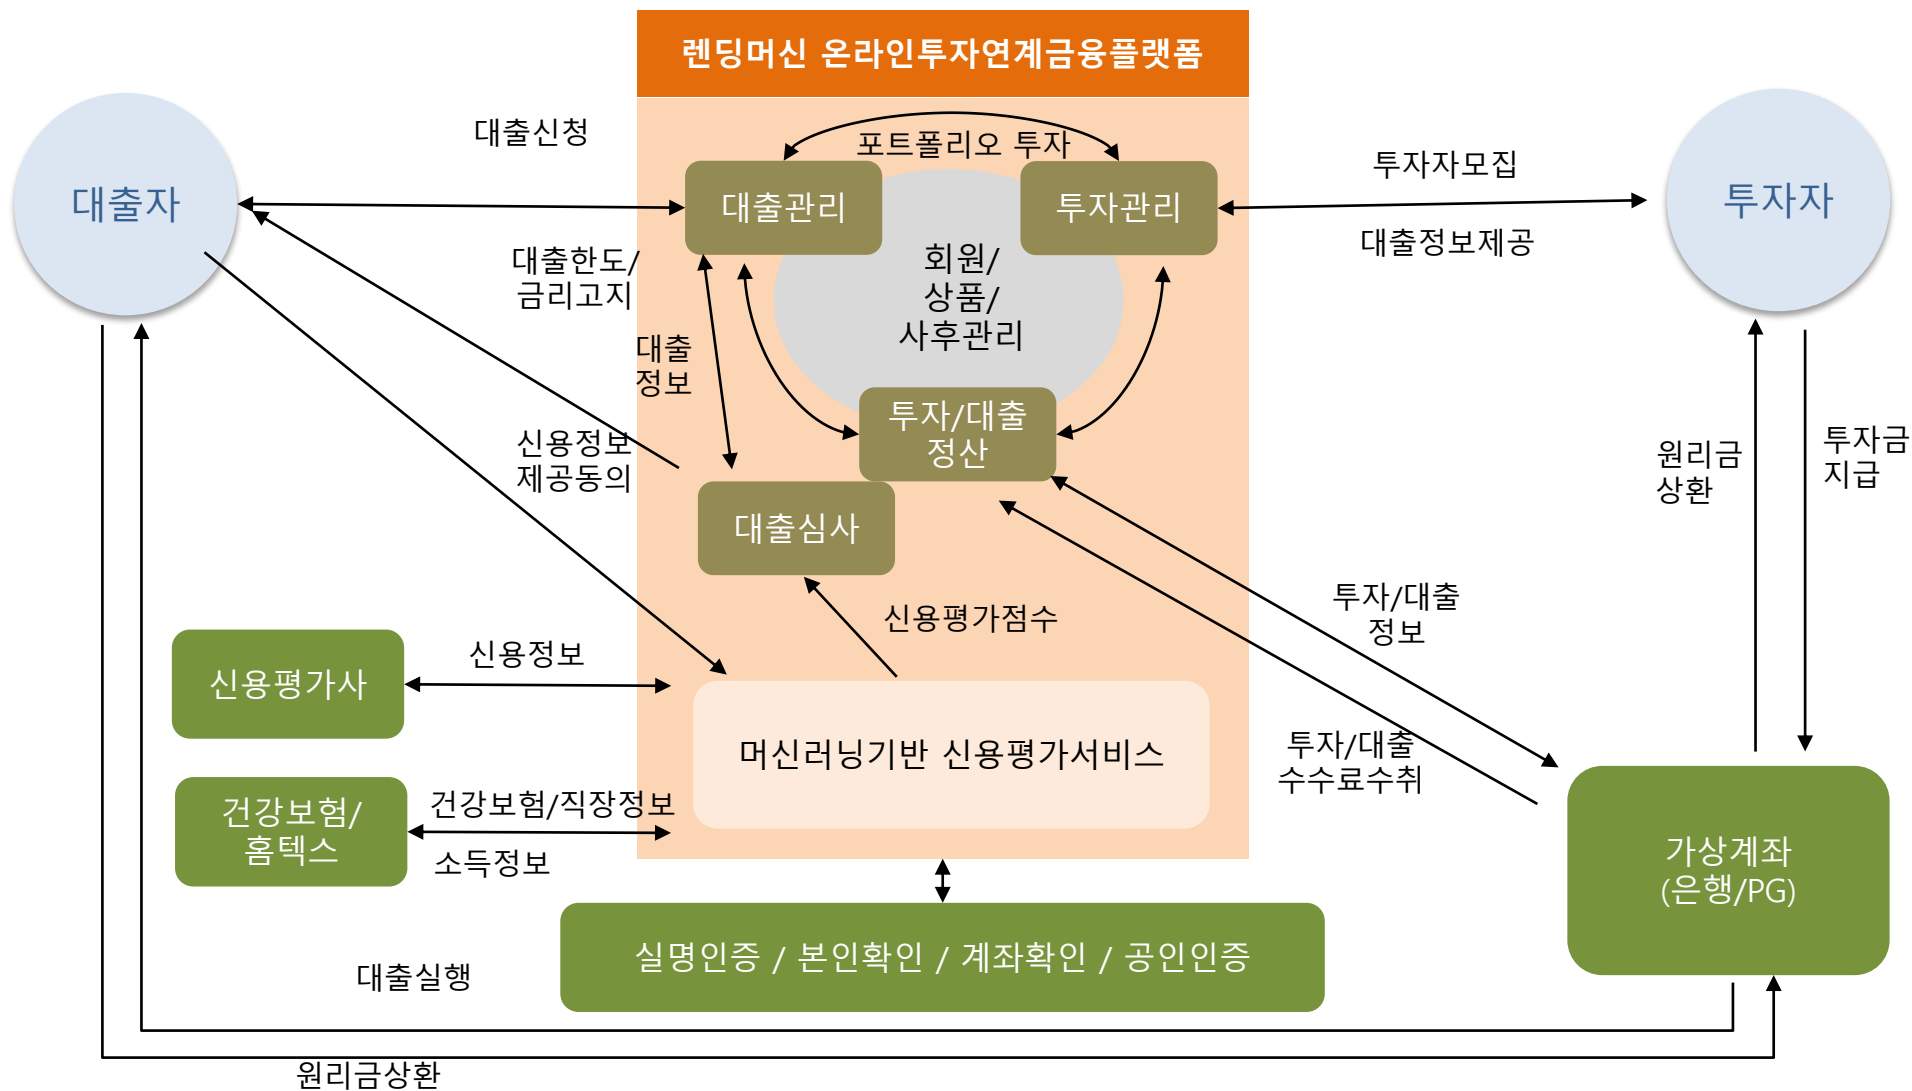 렌딩머신 온라인투자연계금융플랫폼
대출자
대출신청
포트폴리오 투자
대출관리
투자관리
투자자모집
투자자
대출정보제공
대출한도/
금리고지
회원/
상품/
사후관리
대출
정보
투자/대출
정산
신용정보
제공동의
원리금
상환
투자금
지급
대출심사
신용평가점수
투자/대출
정보
신용평가사
신용정보
머신러닝기반 신용평가서비스
투자/대출
수수료수취
건강보험/
홈텍스
건강보험/직장정보
소득정보
가상계좌
(은행/PG)
실명인증 / 본인확인 / 계좌확인 / 공인인증
대출실행
원리금상환